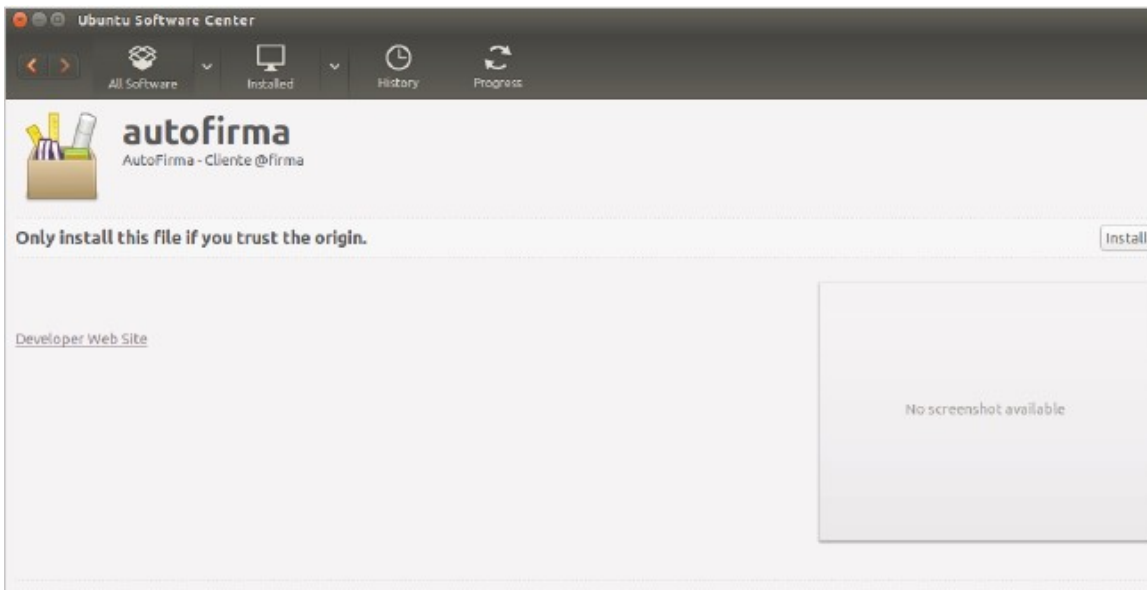 Ubuntu Software Center
All Software
Installed
History
Progress
autofirma
AutoFirma - Cliente @firma
Only install this file if you trust the origin.
Install
Developer Web Site
No screenshot available